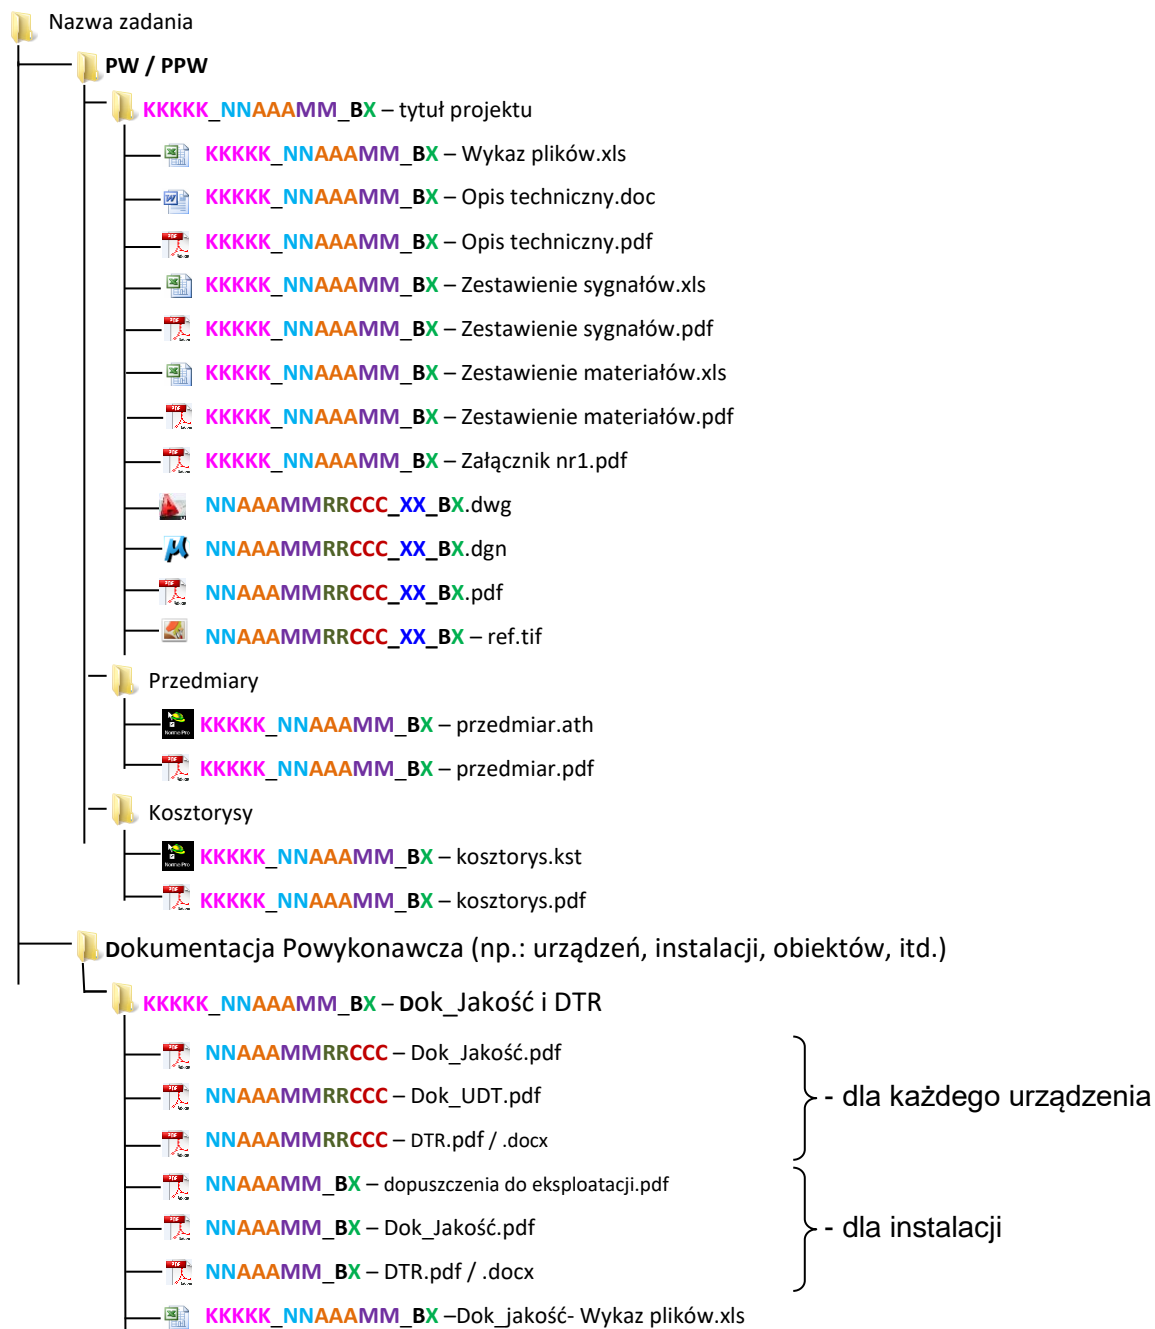 Nazwa zadania
PW / PPW
KKKKK_NNAAAMM_BX – tytuł projektu
KKKKK_NNAAAMM_BX – Wykaz plików.xls
KKKKK_NNAAAMM_BX – Opis techniczny.doc
KKKKK_NNAAAMM_BX – Opis techniczny.pdf
KKKKK_NNAAAMM_BX – Zestawienie sygnałów.xls
KKKKK_NNAAAMM_BX – Zestawienie sygnałów.pdf
KKKKK_NNAAAMM_BX – Zestawienie materiałów.xls
KKKKK_NNAAAMM_BX – Zestawienie materiałów.pdf
KKKKK_NNAAAMM_BX – Załącznik nr1.pdf
NNAAAMMRRCCC_XX_BX.dwg
NNAAAMMRRCCC_XX_BX.dgn
NNAAAMMRRCCC_XX_BX.pdf
NNAAAMMRRCCC_XX_BX – ref.tif
Przedmiary
KKKKK_NNAAAMM_BX – przedmiar.ath
KKKKK_NNAAAMM_BX – przedmiar.pdf
Kosztorysy
KKKKK_NNAAAMM_BX – kosztorys.kst
KKKKK_NNAAAMM_BX – kosztorys.pdf
Dokumentacja Powykonawcza (np.: urządzeń, instalacji, obiektów, itd.)
KKKKK_NNAAAMM_BX – Dok_Jakość i DTR
NNAAAMMRRCCC – Dok_Jakość.pdf
NNAAAMMRRCCC – Dok_UDT.pdf
- dla każdego urządzenia
NNAAAMMRRCCC – DTR.pdf / .docx
NNAAAMM_BX – dopuszczenia do eksploatacji.pdf
NNAAAMM_BX – Dok_Jakość.pdf
- dla instalacji
NNAAAMM_BX – DTR.pdf / .docx
KKKKK_NNAAAMM_BX –Dok_jakość- Wykaz plików.xls